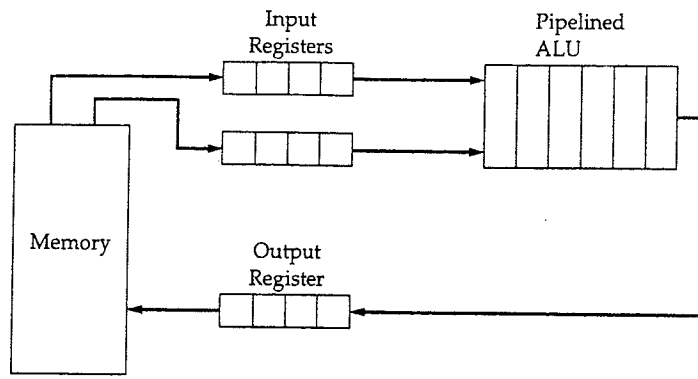 Input
Registers
Pipelined
ALU
Memory
Output
Register